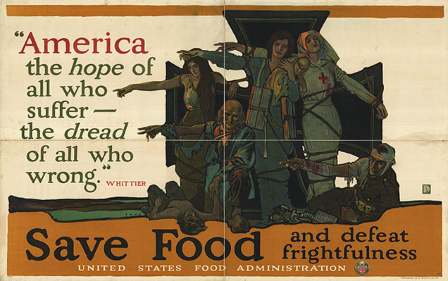 "America
the hope of
all who
suffer —
the dread
of all who
wrong."
WHITTIER
Save Food and defeat
frightfulness
UNITED STATES FOOD ADMINISTRATION